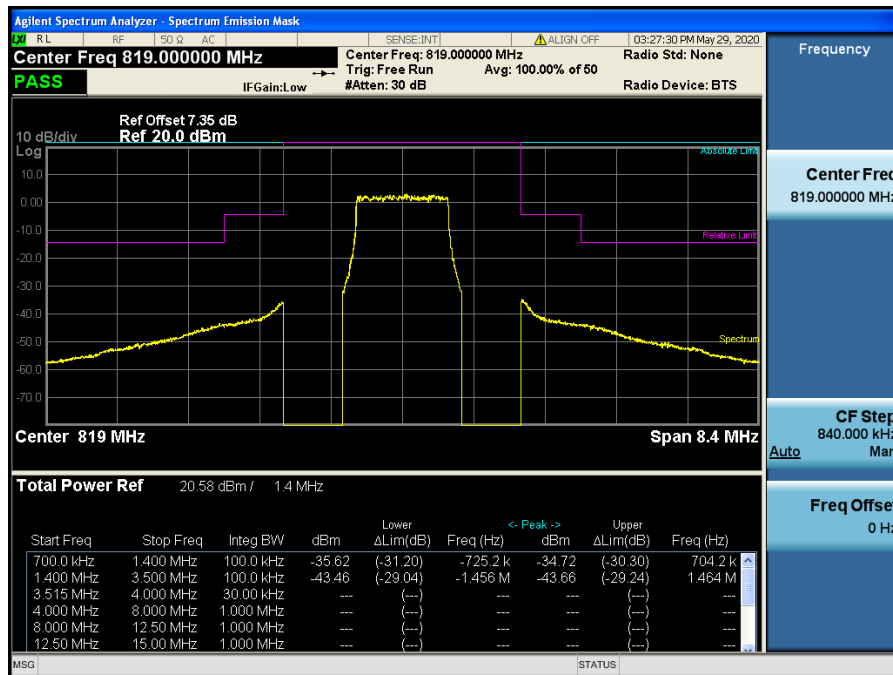 Agilent Spectrum Analyzer - Spectrum Emission Mask
LXI RL RF 50 Ω AC SENSE:INT ALIGN OFF 03:27:30 PM May 29, 2020
Center Freq 819.000000 MHz
Center Freq: 819.000000 MHz Radio Std: None
Trig: Free Run Avg: 100.00% of 50
PASS
IFGain:Low #Atten: 30 dB Radio Device: BTS
Ref Offset 7.35 dB
10 dB/div Ref 20.0 dBm
Log
Absolute Limit
10.0
0.00
-10.0
Relative Limit
-20.0
-30.0
-40.0
-50.0
Spectrum
-60.0
-70.0
Center 819 MHz Span 8.4 MHz
Total Power Ref 20.58 dBm / 1.4 MHz
Lower <- Peak -> Upper
Start Freq Stop Freq Integ BW dBm ΔLim(dB) Freq (Hz) dBm ΔLim(dB) Freq (Hz)
700.0 kHz 1.400 MHz 100.0 kHz -35.62 (-31.20) -725.2 k -34.72 (-30.30) 704.2 k
1.400 MHz 3.500 MHz 100.0 kHz -43.46 (-29.04) -1.456 M -43.66 (-29.24) 1.464 M
3.515 MHz 4.000 MHz 30.00 kHz --- (---) --- --- (---) ---
4.000 MHz 8.000 MHz 1.000 MHz --- (---) --- --- (---) ---
8.000 MHz 12.50 MHz 1.000 MHz --- (---) --- --- (---) ---
12.50 MHz 15.00 MHz 1.000 MHz --- (---) --- --- (---) ---
MSG STATUS
Frequency
Center Freq
819.000000 MHz
CF Step
840.000 kHz
Auto Man
Freq Offset
0 Hz